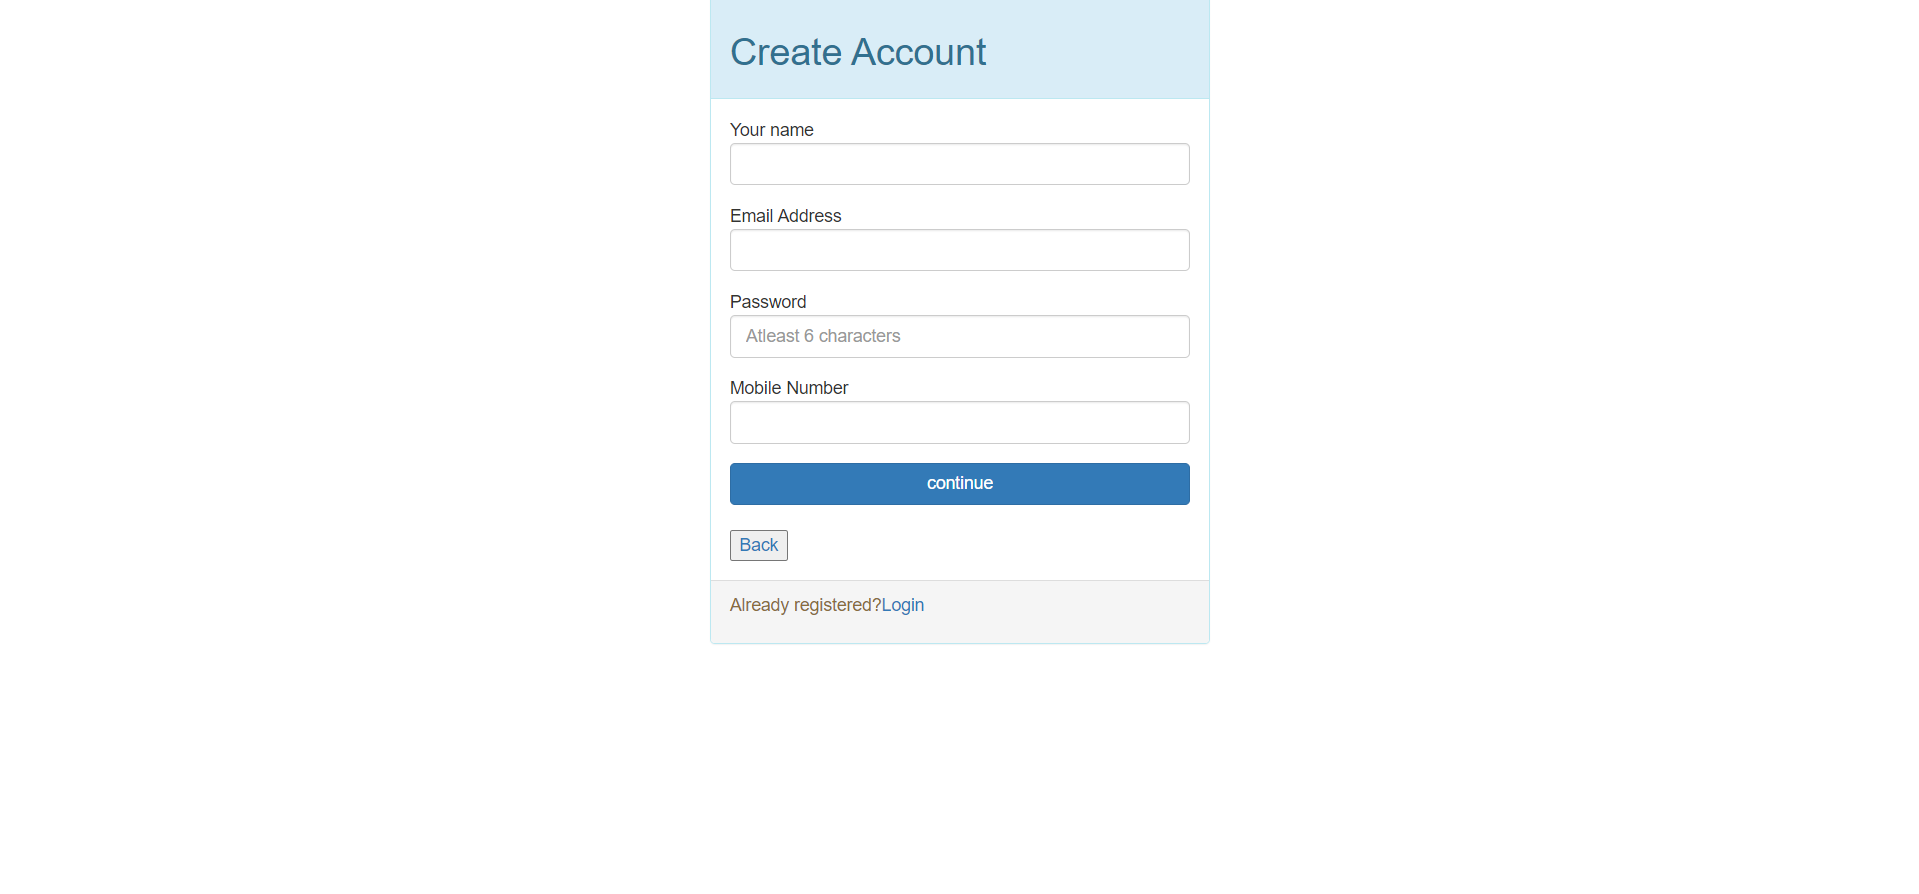 Create Account
Your name
Email Address
Password
Atleast 6 characters
Mobile Number
continue
Back
Already registered?Login